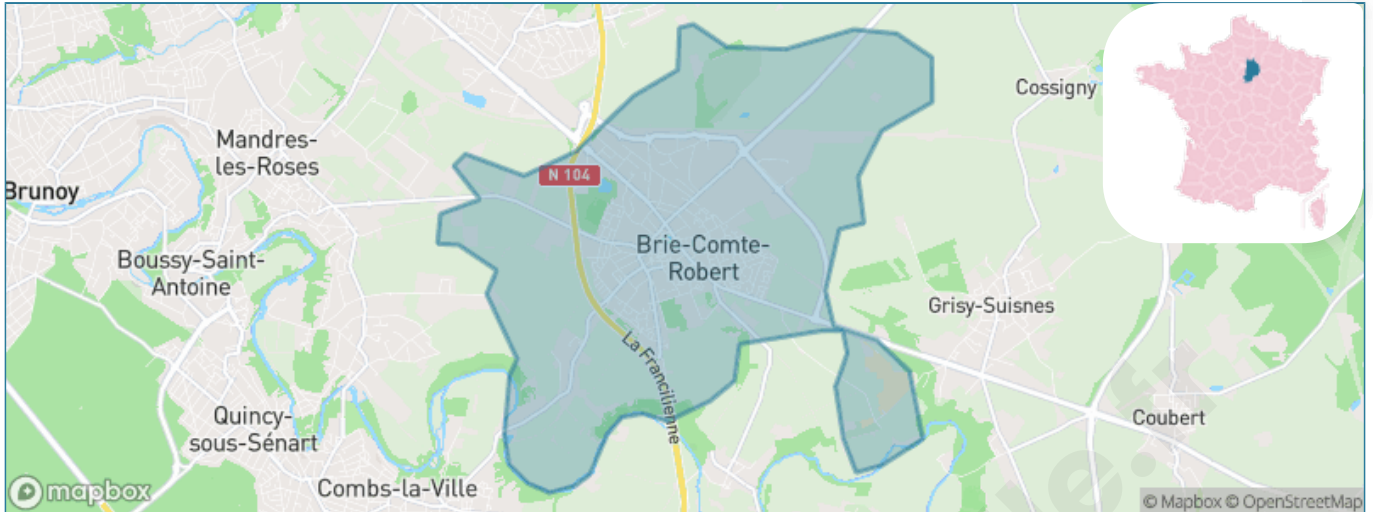 Cossigny
Mandres-
les-Roses
N 104
Brunoy
Brie-Comte-
Robert
Boussy-Saint-
Antoine
Grisy-Suisnes
La Francilienne
Quincy-
sous-Sénart
Coubert
Combs-la-Ville
mapbox
© Mapbox © OpenStreetMap